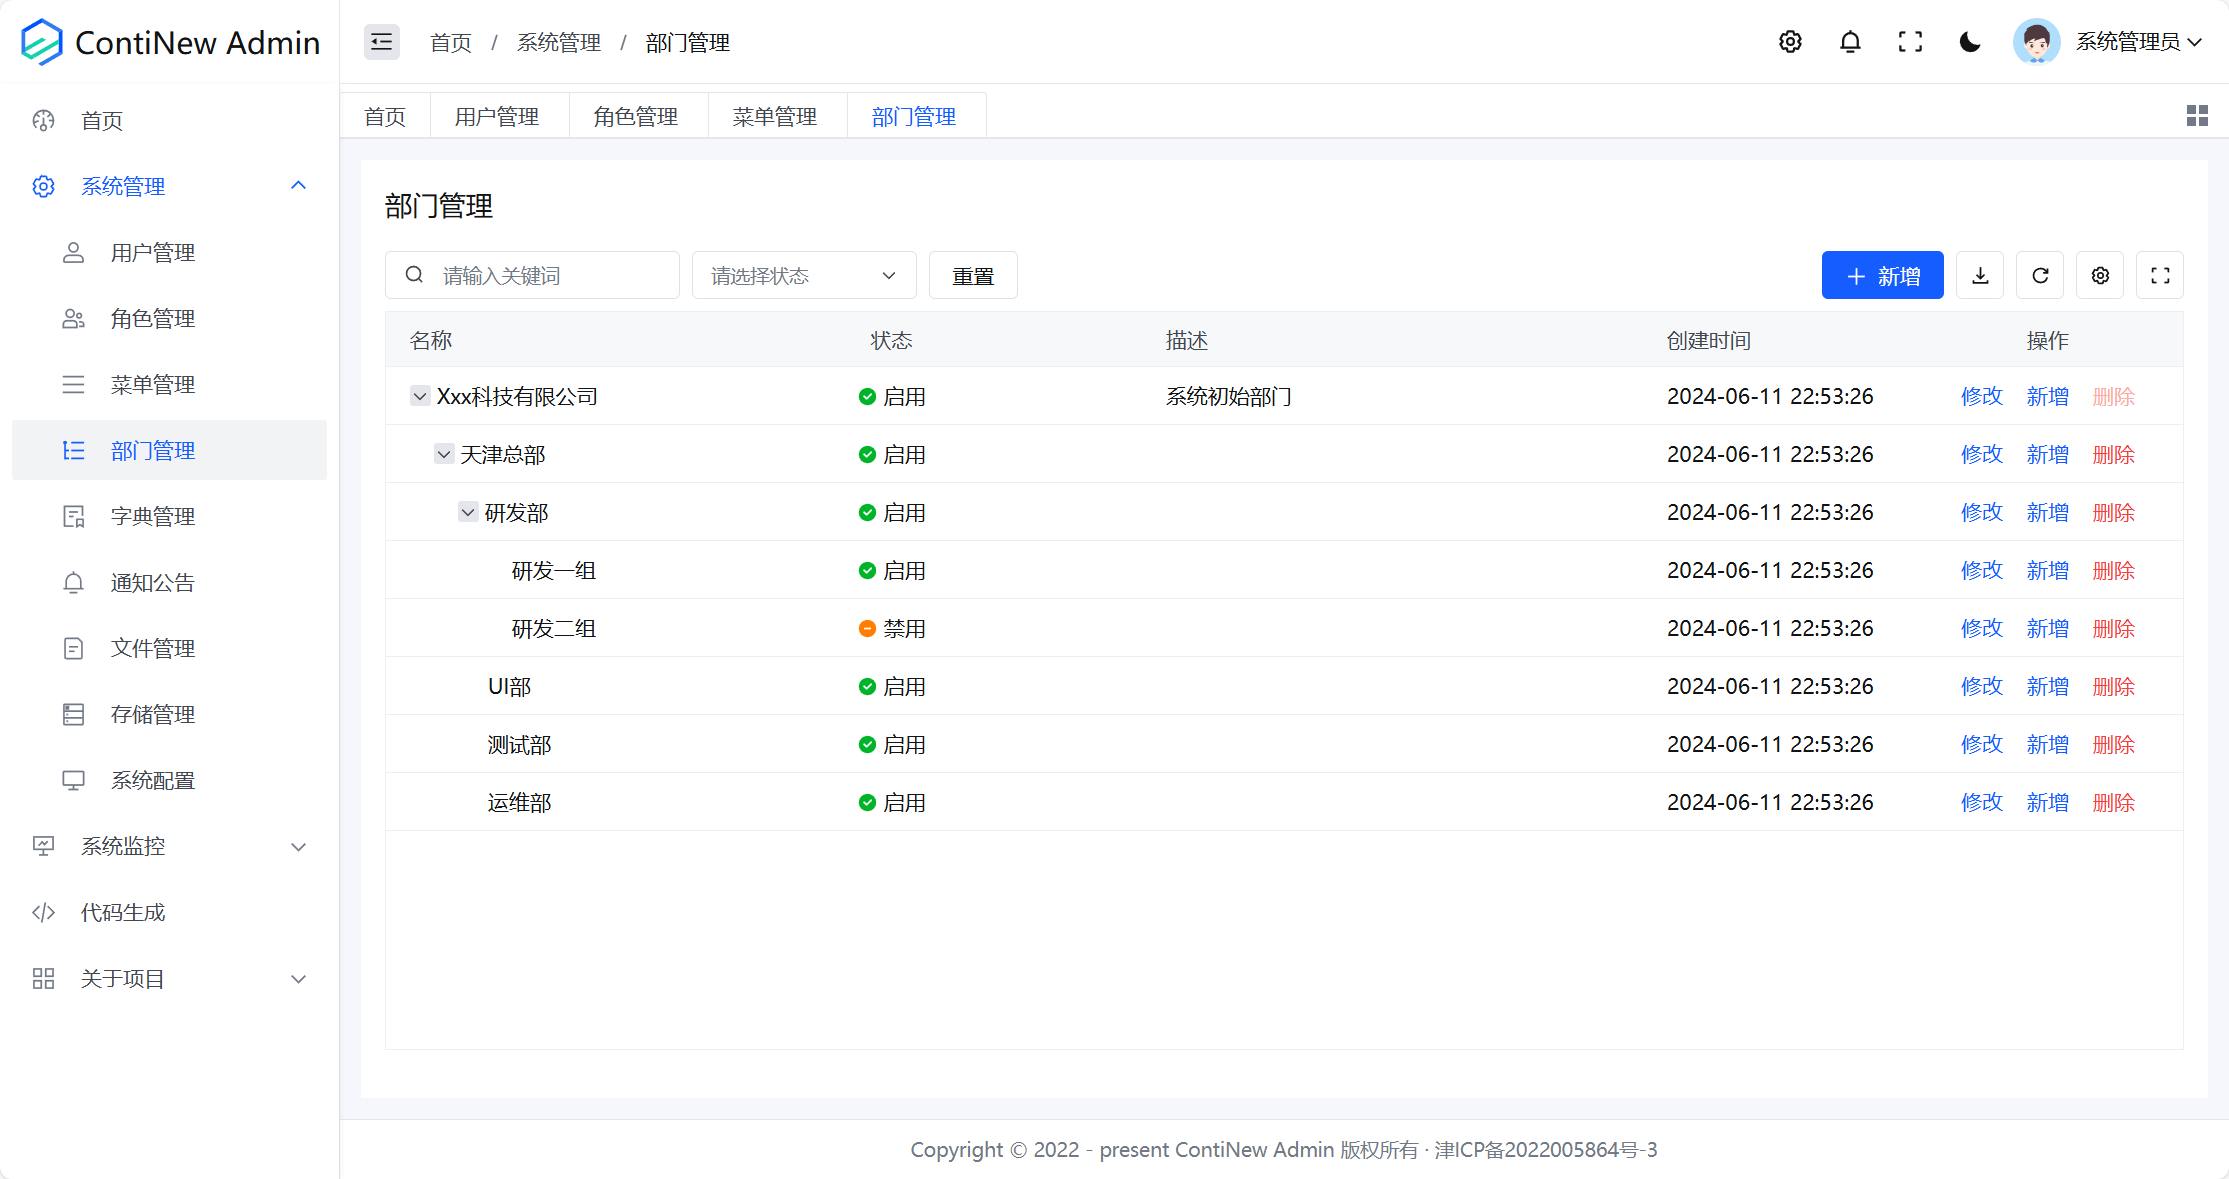 ContiNew Admin
首页 / 系统管理 / 部门管理
系统管理员
首页
系统管理
用户管理
角色管理
菜单管理
部门管理
字典管理
通知公告
文件管理
存储管理
系统配置
系统监控
代码生成
关于项目
首页 用户管理 角色管理 菜单管理 部门管理
部门管理
请输入关键词 请选择状态 重置 新增
名称 状态 描述 创建时间 操作
Xxx科技有限公司 启用 系统初始部门 2024-06-11 22:53:26 修改 新增 删除
天津总部 启用 2024-06-11 22:53:26 修改 新增 删除
研发部 启用 2024-06-11 22:53:26 修改 新增 删除
研发一组 启用 2024-06-11 22:53:26 修改 新增 删除
研发二组 禁用 2024-06-11 22:53:26 修改 新增 删除
UI部 启用 2024-06-11 22:53:26 修改 新增 删除
测试部 启用 2024-06-11 22:53:26 修改 新增 删除
运维部 启用 2024-06-11 22:53:26 修改 新增 删除
Copyright © 2022 - present ContiNew Admin 版权所有 · 津ICP备2022005864号-3